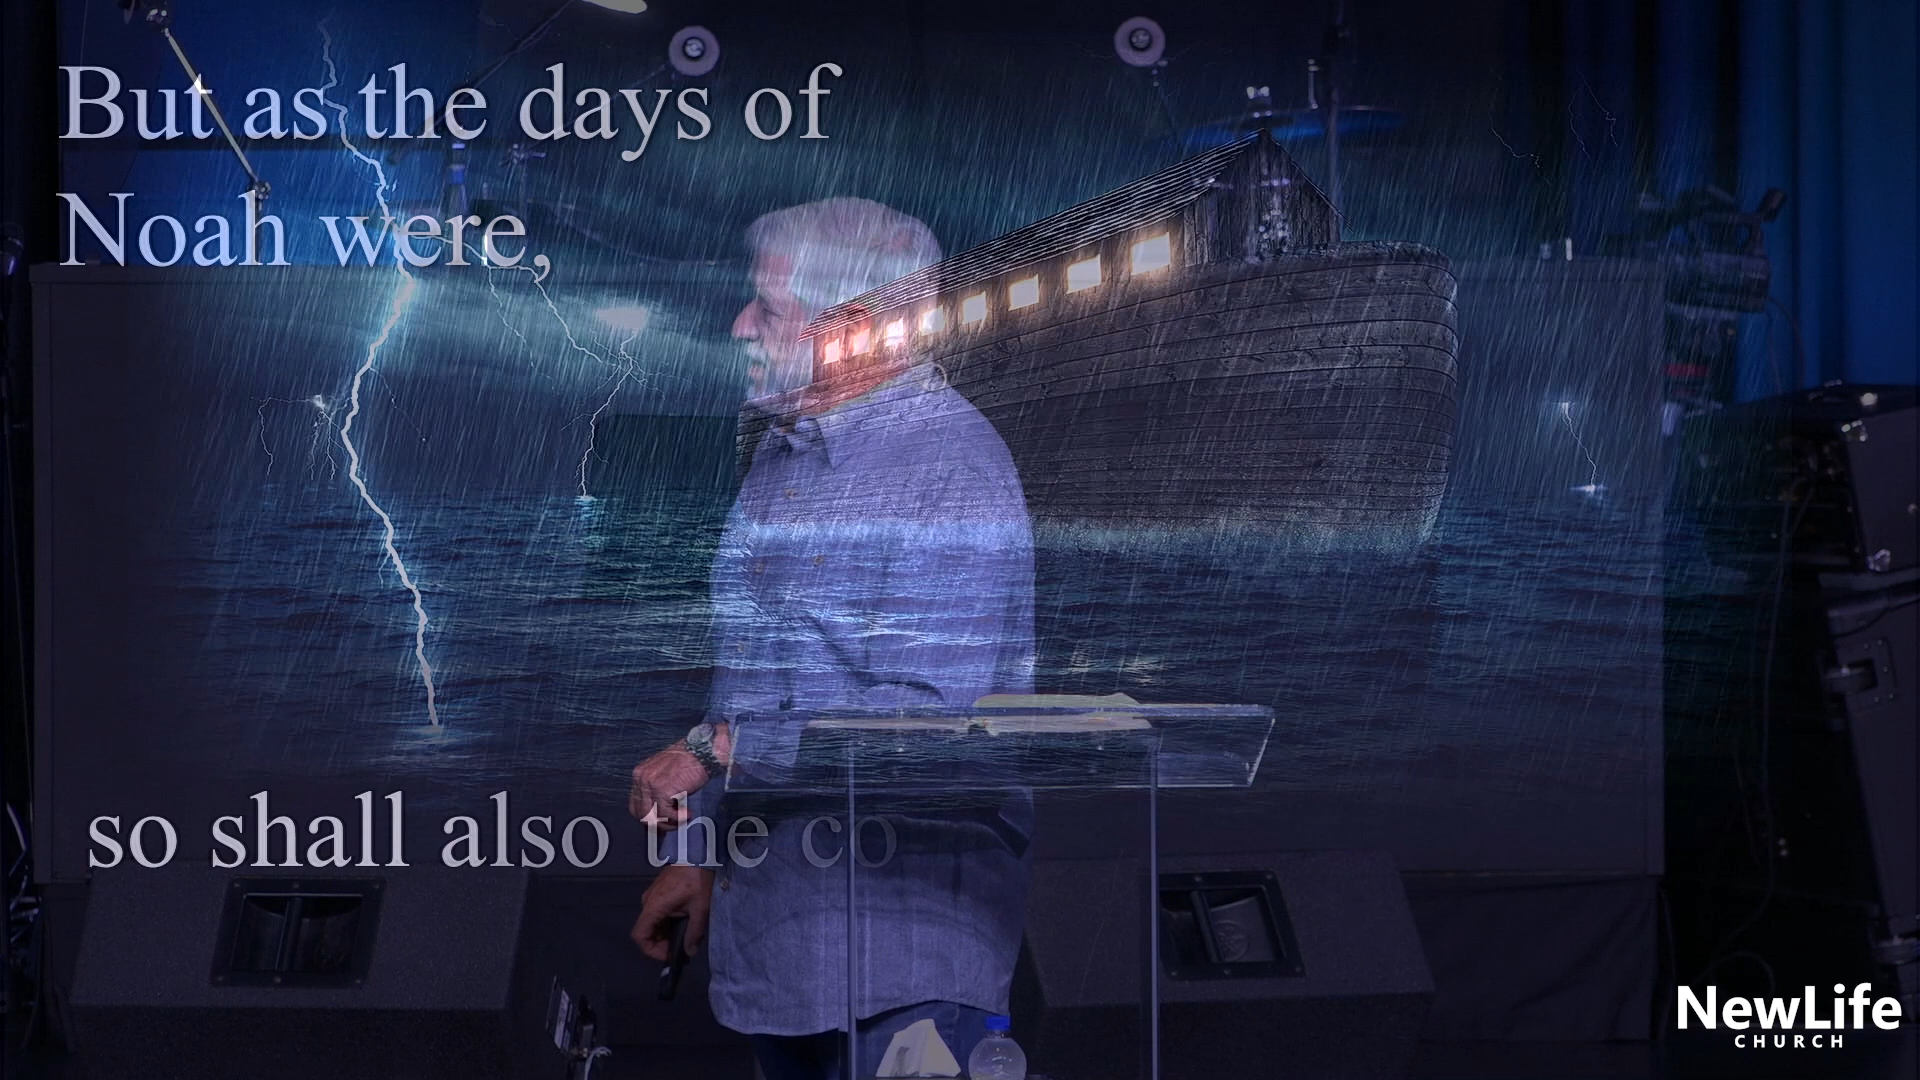 But as the days of
Noah were,
so shall also the co
NewLife
CHURCH